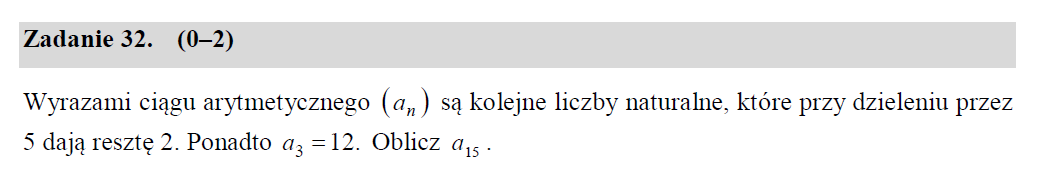 Zadanie 32. (0–2)
Wyrazami ciągu arytmetycznego (aₙ) są kolejne liczby naturalne, które przy dzieleniu przez
5 dają resztę 2. Ponadto a₃ = 12. Oblicz a₁₅ .